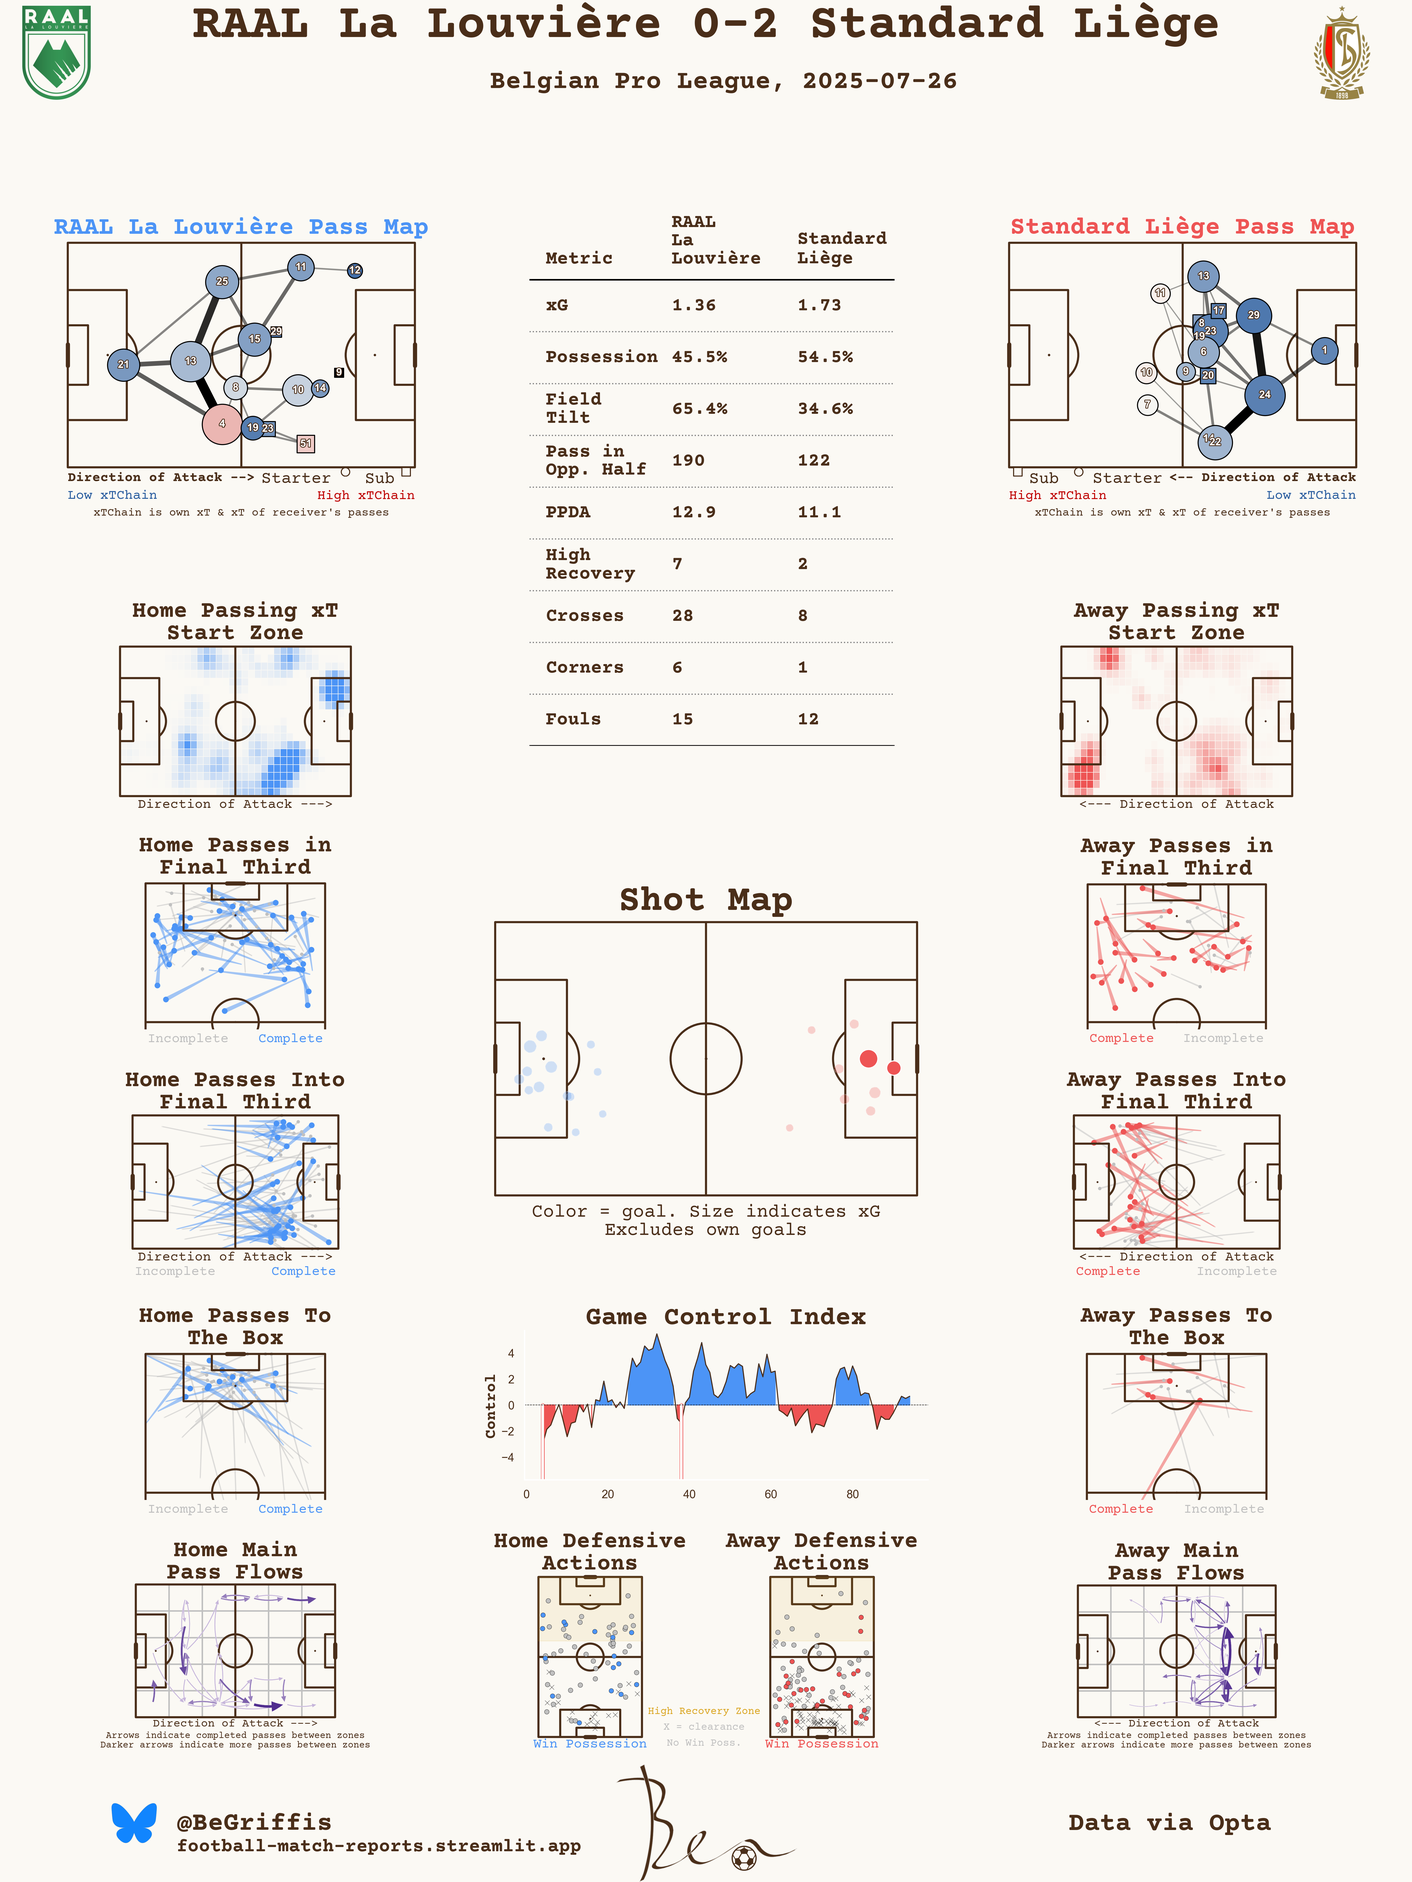 RAAL La Louvière 0-2 Standard Liège
Belgian Pro League, 2025-07-26
RAAL
LA LOUVIÈRE
1898
RAAL La Louvière Pass Map
25
11
12
15
29
21
13
8
10
14
9
4
19
23
51
Direction of Attack --> Starter Sub
Low xTChain High xTChain
xTChain is own xT & xT of receiver's passes
Metric RAAL La Louvière Standard Liège
xG 1.36 1.73
Possession 45.5% 54.5%
Field Tilt 65.4% 34.6%
Pass in Opp. Half 190 122
PPDA 12.9 11.1
High Recovery 7 2
Crosses 28 8
Corners 6 1
Fouls 15 12
Standard Liège Pass Map
13
11
17
8
29
23
19
6
1
10
9
20
24
7
22
Sub Starter <-- Direction of Attack
High xTChain Low xTChain
xTChain is own xT & xT of receiver's passes
Home Passing xT
Start Zone
Direction of Attack --->
Away Passing xT
Start Zone
<--- Direction of Attack
Home Passes in
Final Third
Incomplete Complete
Away Passes in
Final Third
Complete Incomplete
Shot Map
Color = goal. Size indicates xG
Excludes own goals
Home Passes Into
Final Third
Direction of Attack --->
Incomplete Complete
Away Passes Into
Final Third
<--- Direction of Attack
Complete Incomplete
Home Passes To
The Box
Incomplete Complete
Game Control Index
Control
4
2
0
−2
−4
0 20 40 60 80
Away Passes To
The Box
Complete Incomplete
Home Main
Pass Flows
Direction of Attack --->
Arrows indicate completed passes between zones
Darker arrows indicate more passes between zones
Home Defensive
Actions
Win Possession
High Recovery Zone
X = clearance
No Win Poss.
Away Defensive
Actions
Win Possession
Away Main
Pass Flows
<--- Direction of Attack
Arrows indicate completed passes between zones
Darker arrows indicate more passes between zones
@BeGriffis
football-match-reports.streamlit.app
Ben
Data via Opta